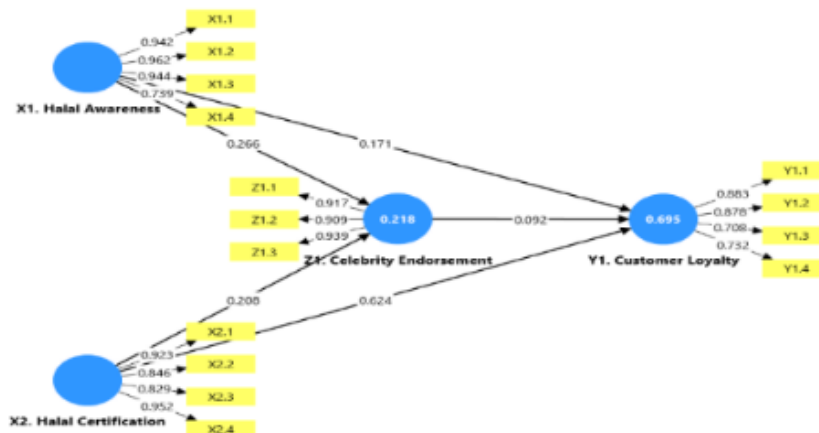 X1.1
0.942
X1.2
0.962
X1.3
0.944
0.739
X1.4
X1. Halal Awareness
0.266
0.171
Z1.1
0.917
Z1.2
0.909
Z1.3
0.939
0.218
Z1. Celebrity Endorsement
0.092
0.695
Y1. Customer Loyalty
Y1.1
0.883
Y1.2
0.878
Y1.3
0.708
Y1.4
0.732
0.208
0.624
X2.1
0.923
X2.2
0.846
X2.3
0.829
X2.4
0.952
X2. Halal Certification